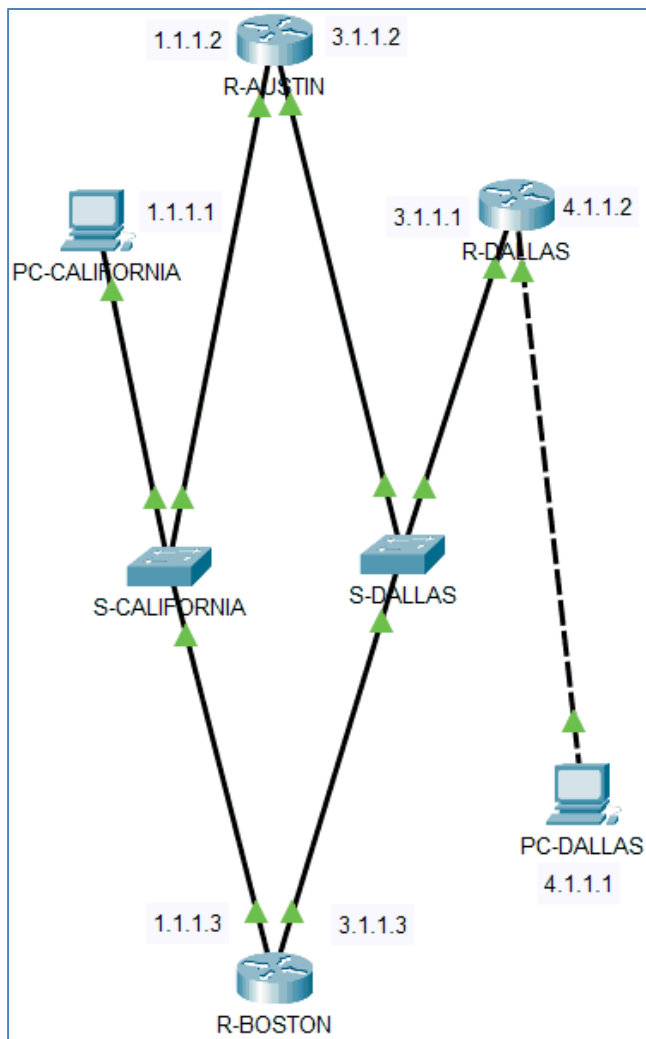 1.1.1.2
3.1.1.2
R-AUSTIN
1.1.1.1
PC-CALIFORNIA
3.1.1.1
4.1.1.2
R-DALLAS
S-CALIFORNIA
S-DALLAS
PC-DALLAS
4.1.1.1
1.1.1.3
3.1.1.3
R-BOSTON